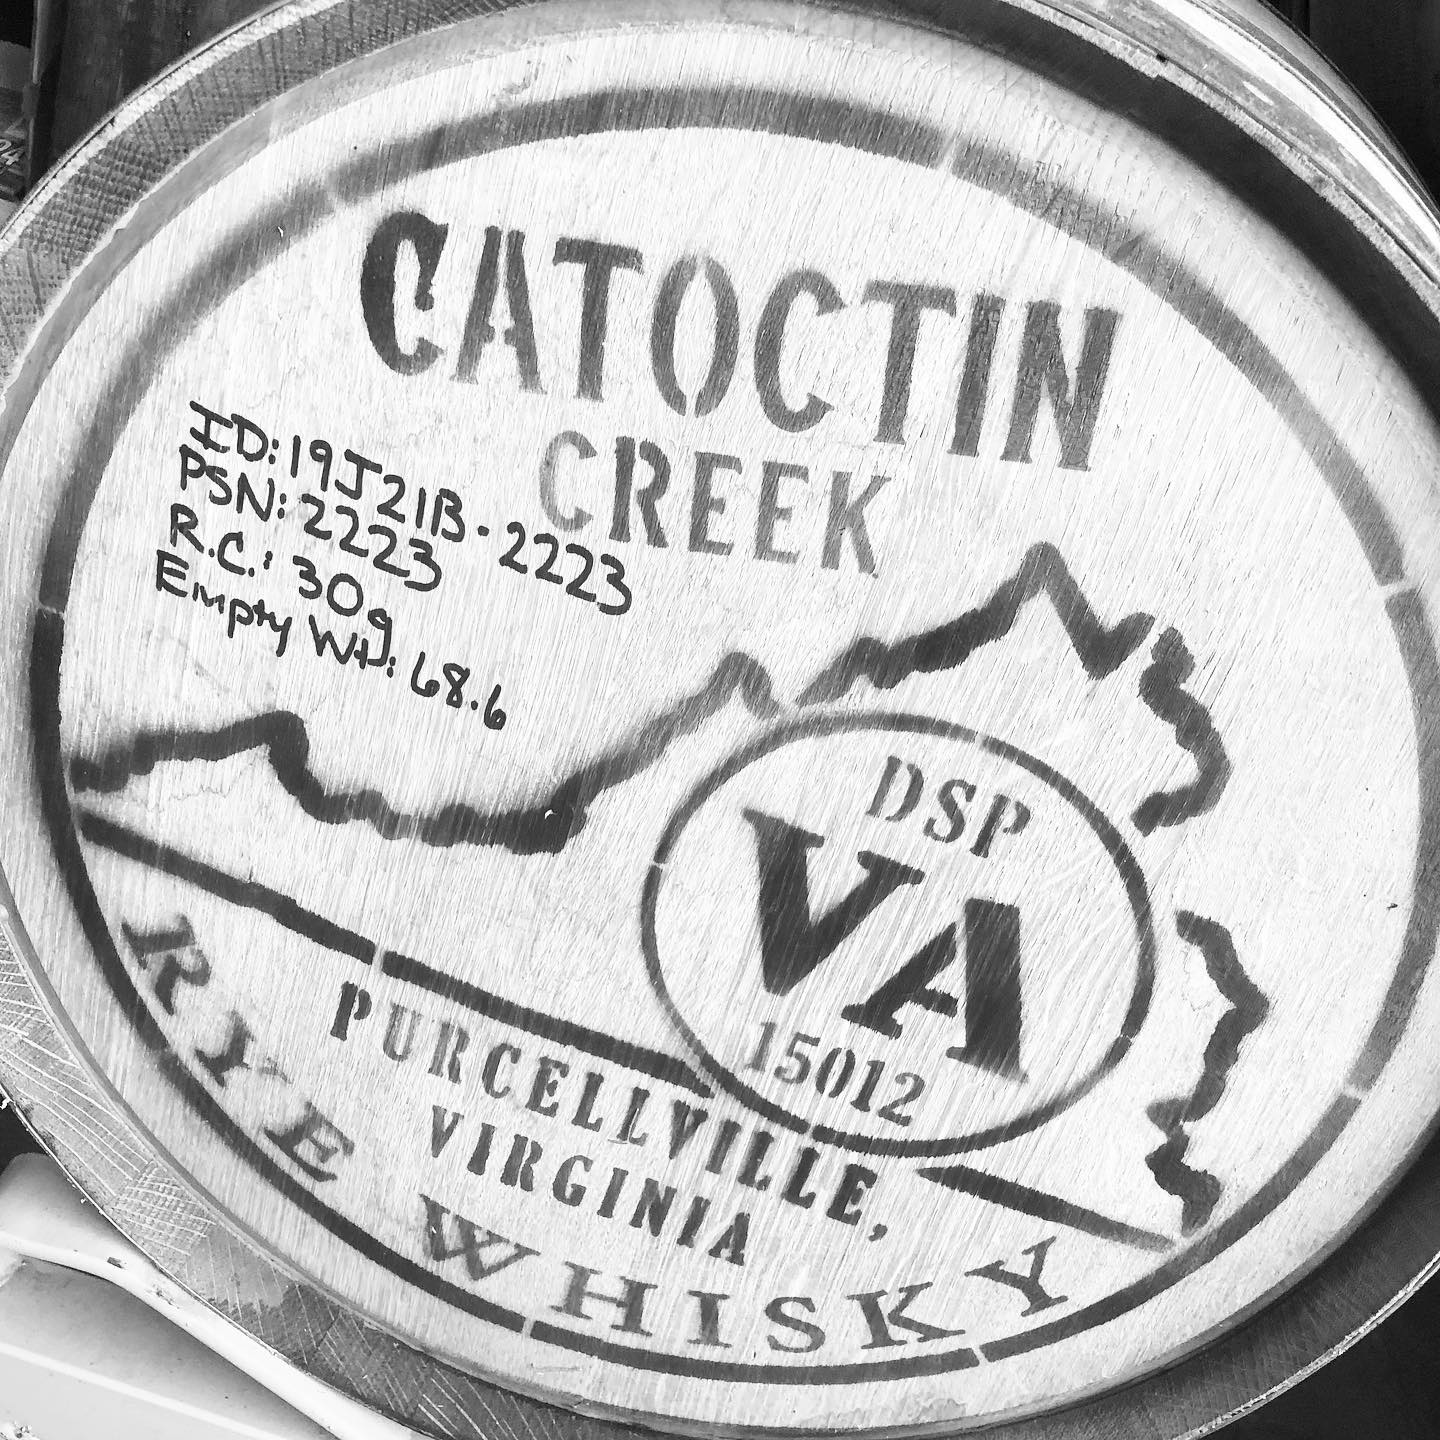 CATOCTIN
CREEK
ID: 19J21B-2223
PSN: 2223
R.C.: 30g
Empty Wt.: 68.6
DSP
VA
15012
PURCELLVILLE,
VIRGINIA
RYE WHISKY